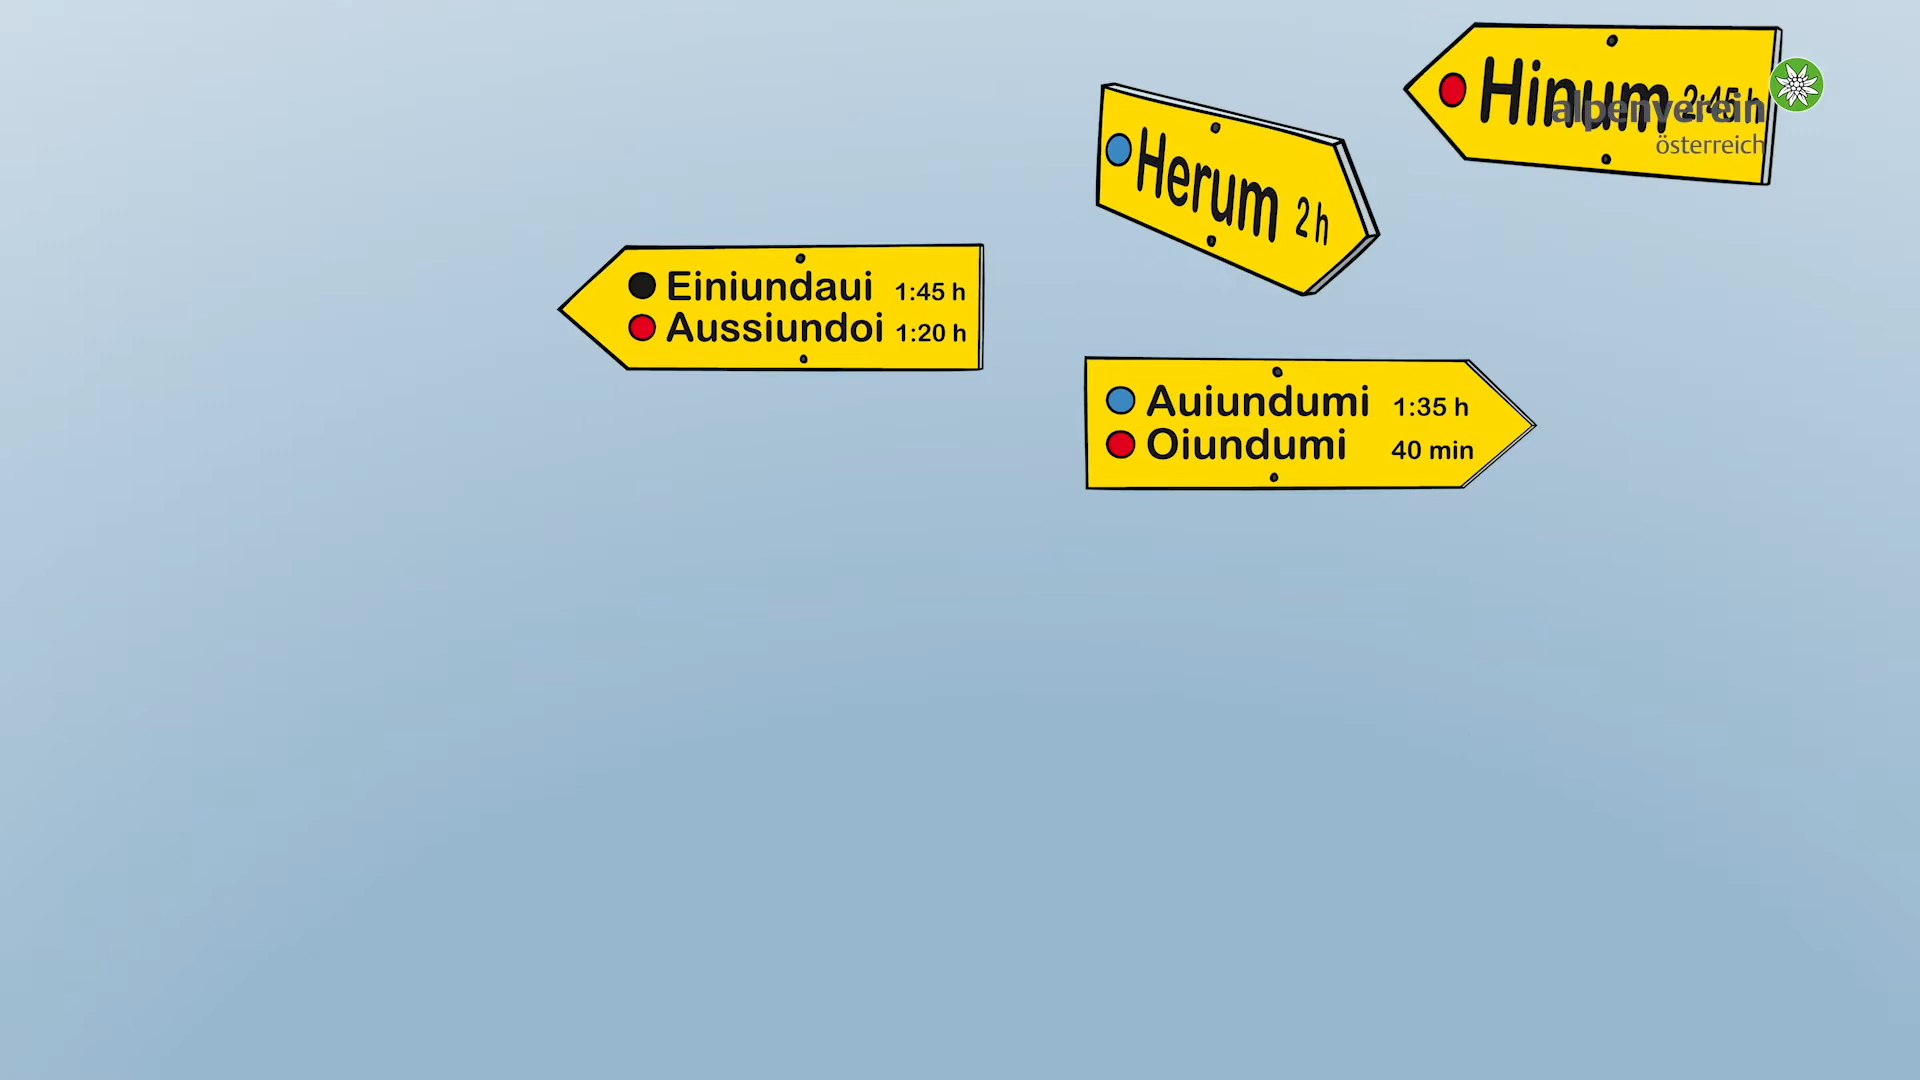 Hinum 2:45 h
alpenverein
österreich
Herum 2 h
Einiundaui 1:45 h
Aussiundoi 1:20 h
Auiundumi 1:35 h
Oiundumi 40 min